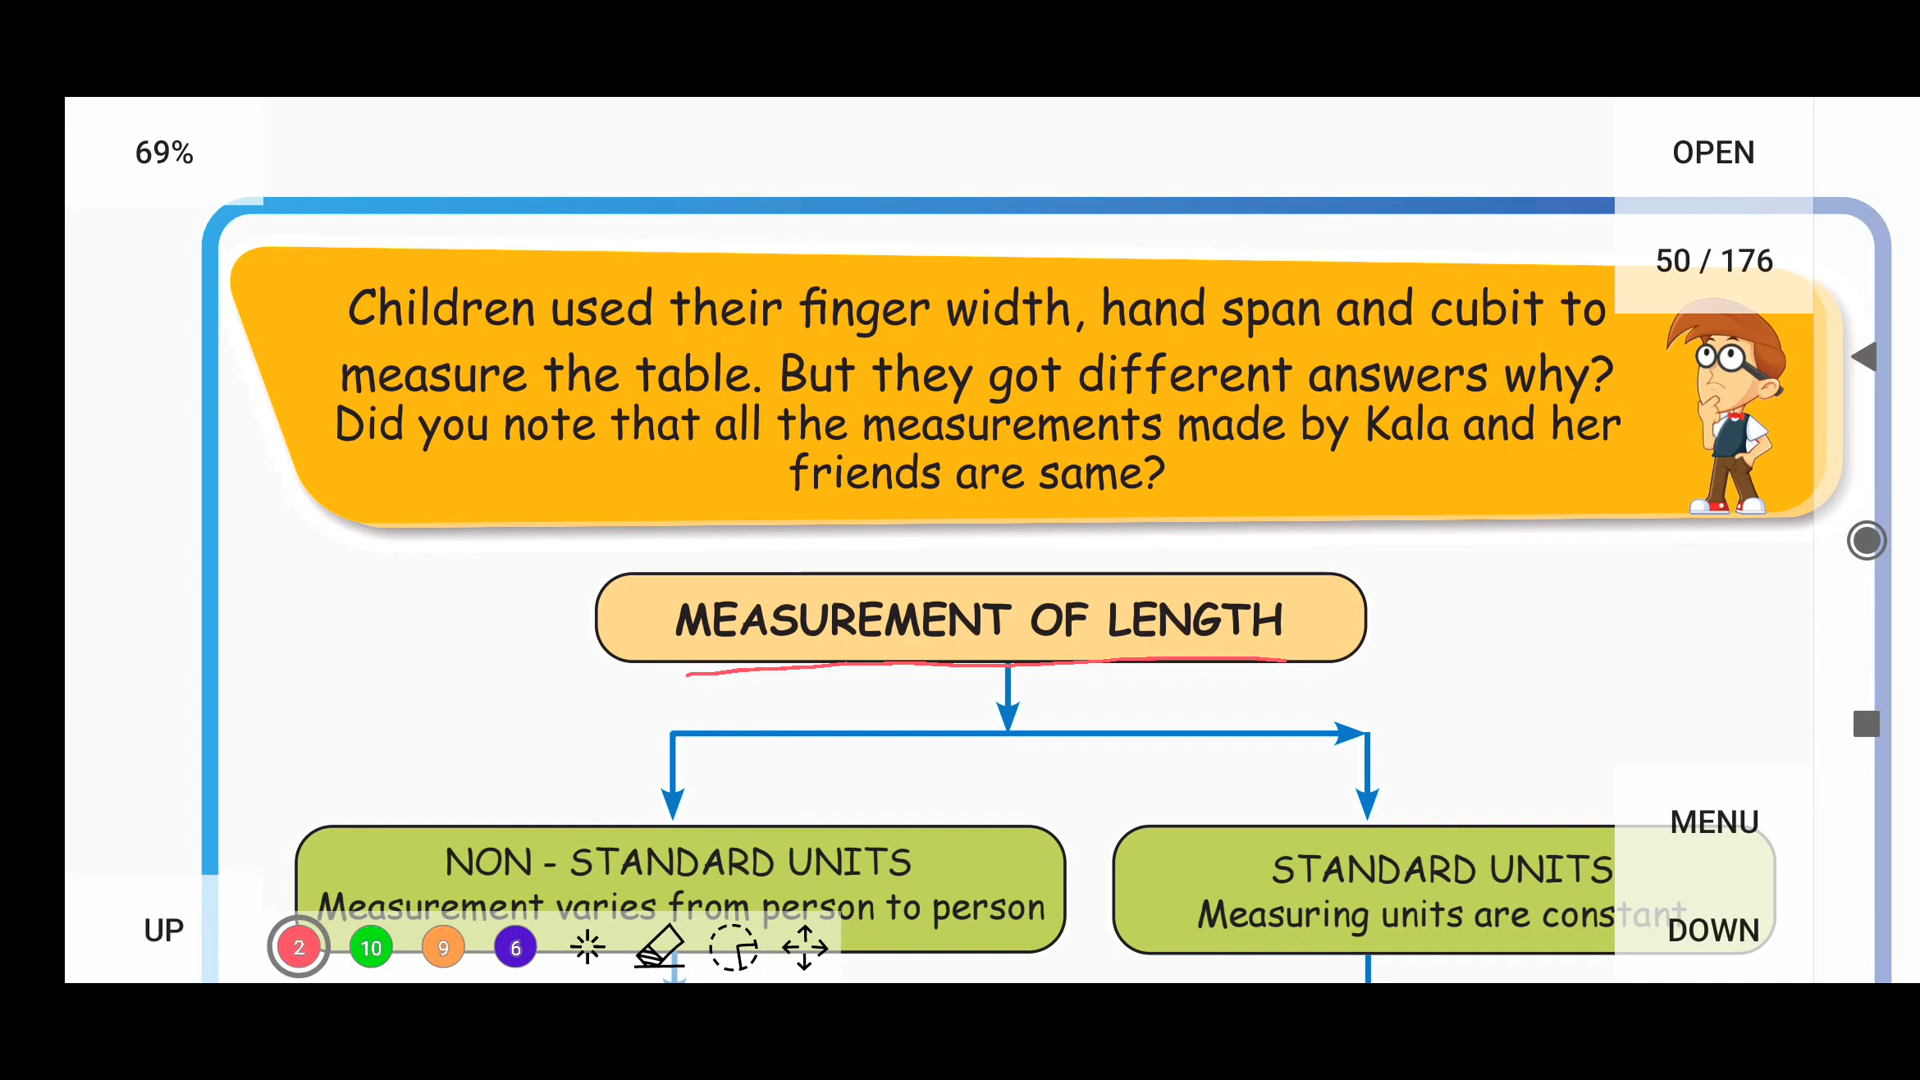 69%
OPEN
50 / 176
Children used their finger width, hand span and cubit to
measure the table. But they got different answers why?
Did you note that all the measurements made by Kala and her
friends are same?
MEASUREMENT OF LENGTH
NON - STANDARD UNITS
Measurement varies from person to person
STANDARD UNITS
Measuring units are constant
MENU
UP
DOWN
2
10
9
6